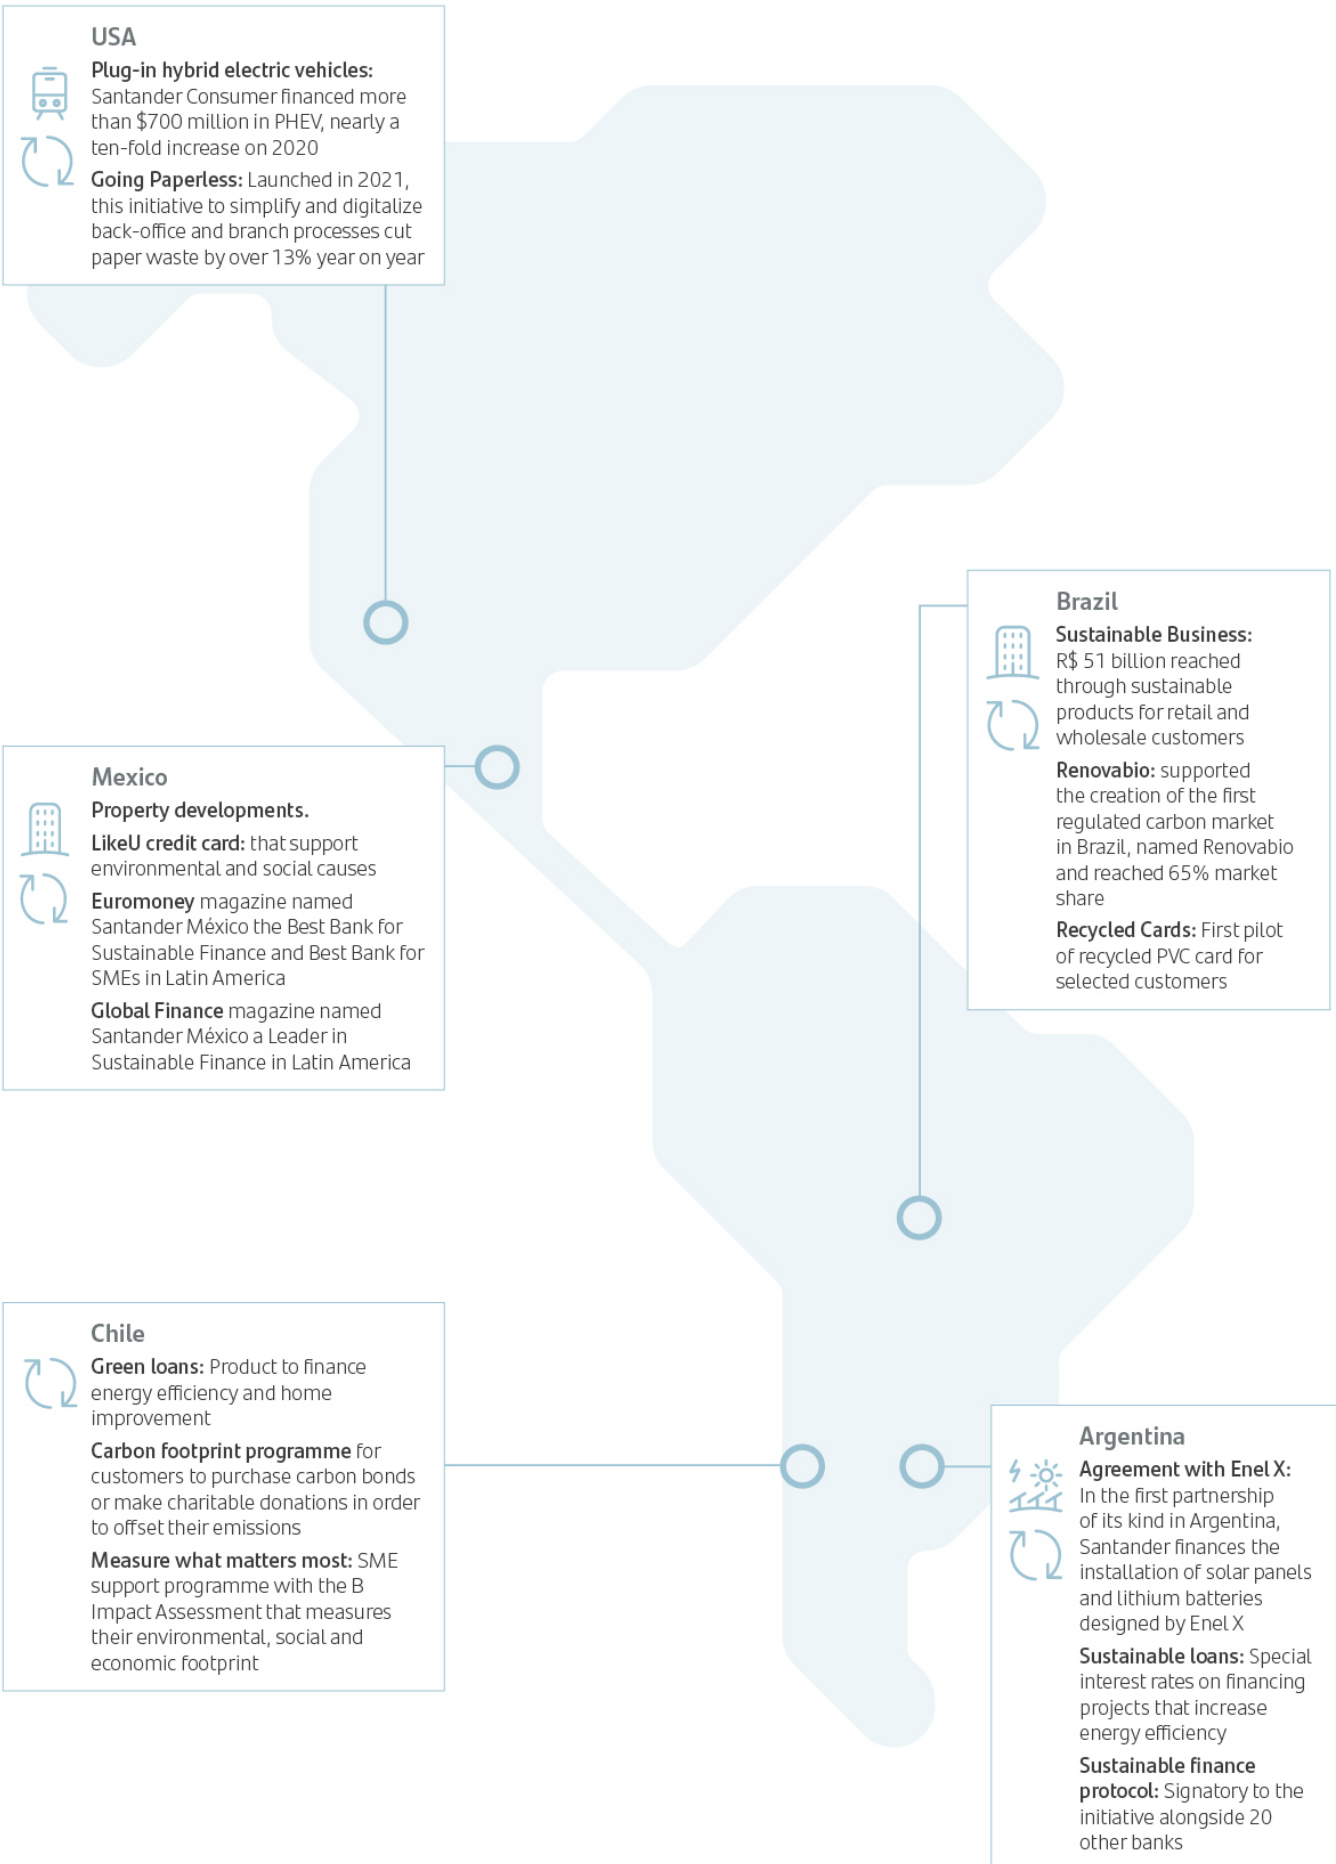 USA
Plug-in hybrid electric vehicles:
Santander Consumer financed more
than $700 million in PHEV, nearly a
ten-fold increase on 2020
Going Paperless: Launched in 2021,
this initiative to simplify and digitalize
back-office and branch processes cut
paper waste by over 13% year on year
Mexico
Property developments.
LikeU credit card: that support
environmental and social causes
Euromoney magazine named
Santander México the Best Bank for
Sustainable Finance and Best Bank for
SMEs in Latin America
Global Finance magazine named
Santander México a Leader in
Sustainable Finance in Latin America
Brazil
Sustainable Business:
R$ 51 billion reached
through sustainable
products for retail and
wholesale customers
Renovabio: supported
the creation of the first
regulated carbon market
in Brazil, named Renovabio
and reached 65% market
share
Recycled Cards: First pilot
of recycled PVC card for
selected customers
Chile
Green loans: Product to finance
energy efficiency and home
improvement
Carbon footprint programme for
customers to purchase carbon bonds
or make charitable donations in order
to offset their emissions
Measure what matters most: SME
support programme with the B
Impact Assessment that measures
their environmental, social and
economic footprint
Argentina
Agreement with Enel X:
In the first partnership
of its kind in Argentina,
Santander finances the
installation of solar panels
and lithium batteries
designed by Enel X
Sustainable loans: Special
interest rates on financing
projects that increase
energy efficiency
Sustainable finance
protocol: Signatory to the
initiative alongside 20
other banks